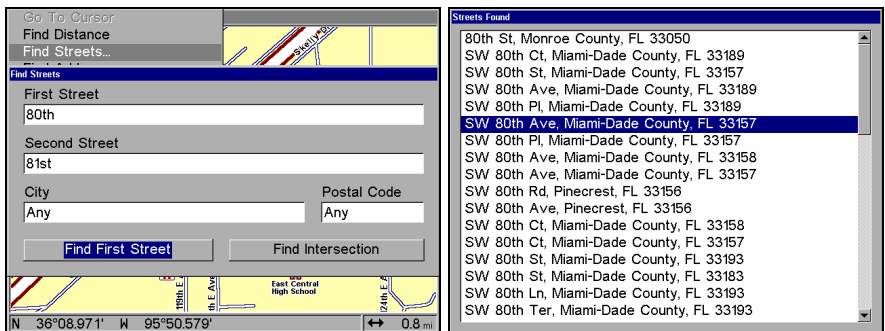 Go To Cursor
Find Distance
Find Streets...
Skelly
Find Streets
First Street
80th
Second Street
81st
City
Postal Code
Any
Any
Find First Street
Find Intersection
119th E
th E Ave
East Central
High School
124th E
N 36°08.971' W 95°50.579'
↔ 0.8 mi
Streets Found
80th St, Monroe County, FL 33050
SW 80th Ct, Miami-Dade County, FL 33189
SW 80th St, Miami-Dade County, FL 33157
SW 80th Ave, Miami-Dade County, FL 33189
SW 80th Pl, Miami-Dade County, FL 33189
SW 80th Ave, Miami-Dade County, FL 33157
SW 80th Pl, Miami-Dade County, FL 33157
SW 80th Ave, Miami-Dade County, FL 33158
SW 80th Ave, Miami-Dade County, FL 33157
SW 80th Rd, Pinecrest, FL 33156
SW 80th Ave, Pinecrest, FL 33156
SW 80th Ct, Miami-Dade County, FL 33158
SW 80th Ct, Miami-Dade County, FL 33157
SW 80th St, Miami-Dade County, FL 33193
SW 80th St, Miami-Dade County, FL 33183
SW 80th Ln, Miami-Dade County, FL 33193
SW 80th Ter, Miami-Dade County, FL 33193